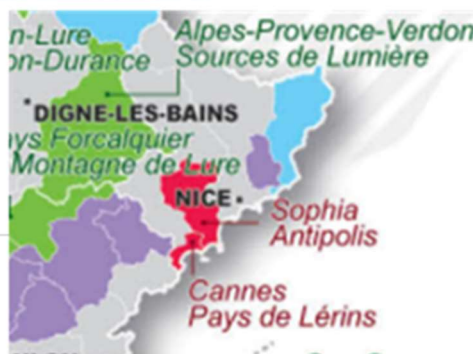 n-Lure
on-Durance
Alpes-Provence-Verdon
Sources de Lumière
DIGNE-LES-BAINS
ys Forcalquier
Montagne de Lure
NICE
Sophia
Antipolis
Cannes
Pays de Lérins